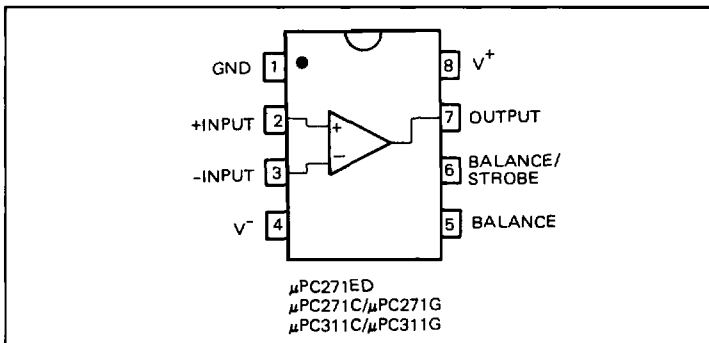 GND 1
8 V⁺
+INPUT 2
+
7 OUTPUT
-INPUT 3
−
6 BALANCE/
STROBE
V⁻ 4
5 BALANCE
μPC271ED
μPC271C/μPC271G
μPC311C/μPC311G